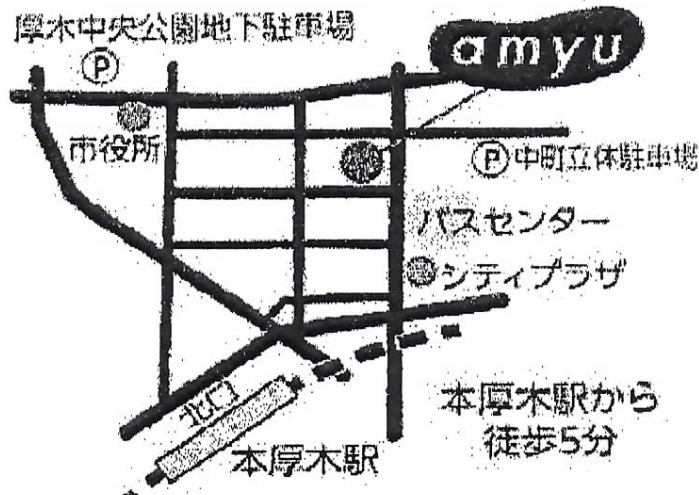 厚木中央公園地下駐車場
amyu
Ⓟ
市役所
Ⓟ中町立体駐車場
バスセンター
シティプラザ
北口
本厚木駅
本厚木駅から
徒歩5分